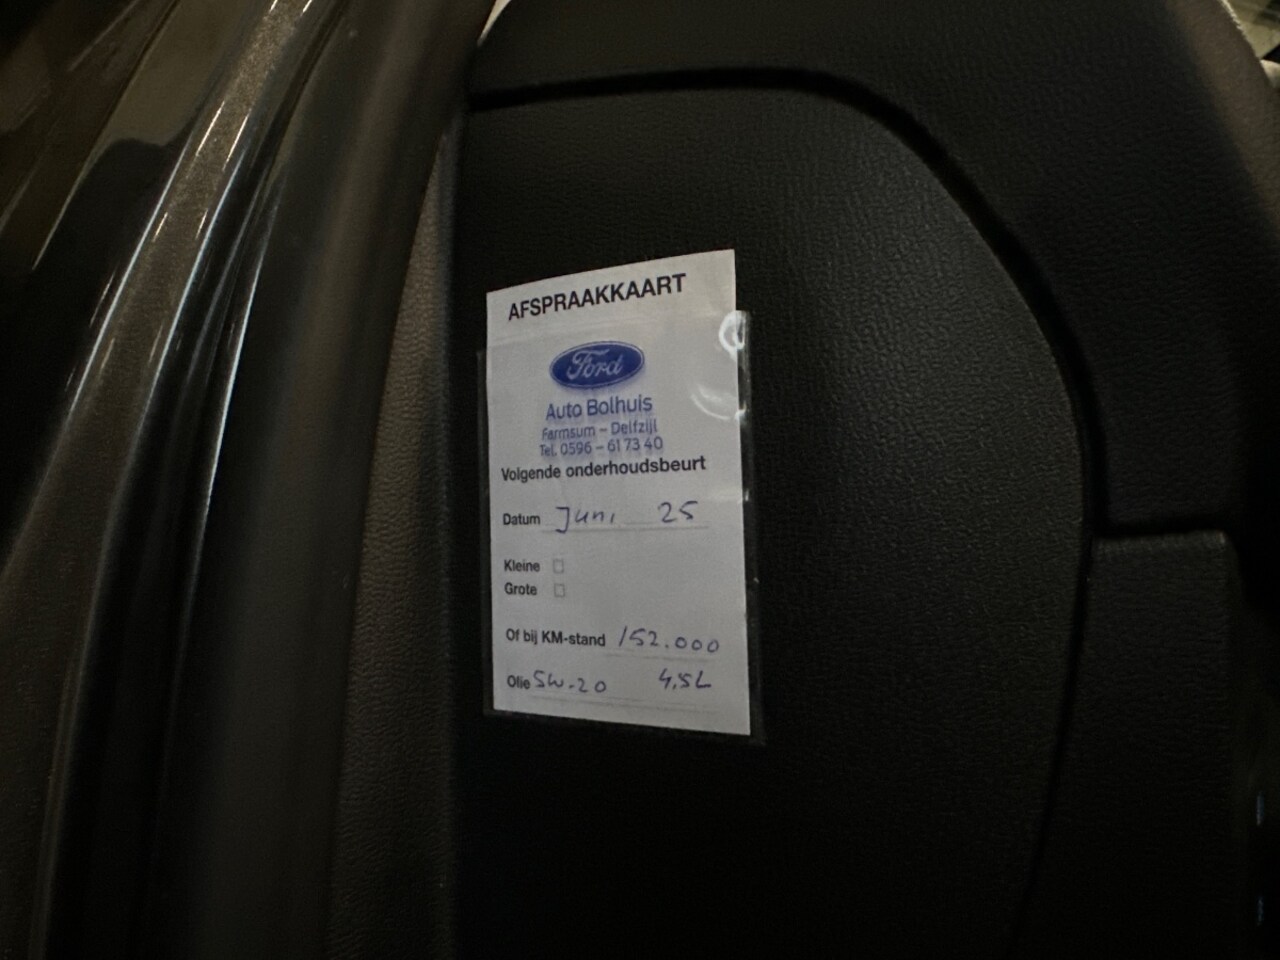 AFSPRAAKKAART
Ford
Auto Bolhuis
Farmsum – Delfzijl
Tel. 0596 – 61 73 40
Volgende onderhoudsbeurt
Datum Juni 25
Kleine
Grote
Of bij KM-stand 152.000
Olie 5W-20 4,5L